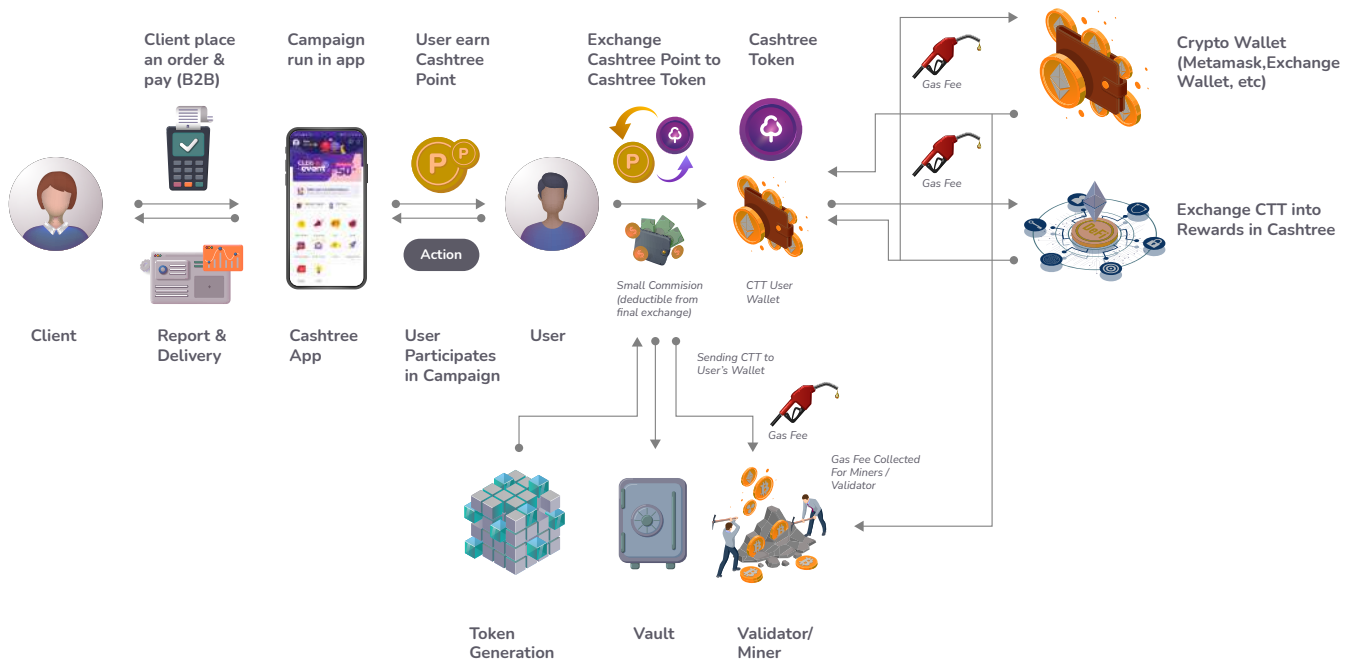 Client place
an order &
pay (B2B)
Campaign
run in app
User earn
Cashtree
Point
Exchange
Cashtree Point to
Cashtree Token
Cashtree
Token
Gas Fee
Crypto Wallet
(Metamask,Exchange
Wallet, etc)
Gas Fee
Exchange CTT into
Rewards in Cashtree
event
50
P
P
P
DeFi
Action
Small Commision
(deductible from
final exchange)
CTT User
Wallet
Client
Report &
Delivery
Cashtree
App
User
Participates
in Campaign
User
Sending CTT to
User's Wallet
Gas Fee
Gas Fee Collected
For Miners /
Validator
Token
Generation
Vault
Validator/
Miner